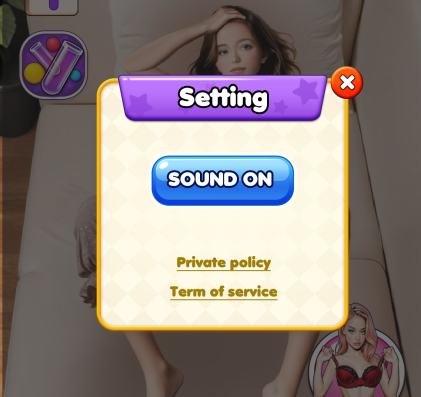 Setting
SOUND ON
Private policy
Term of service